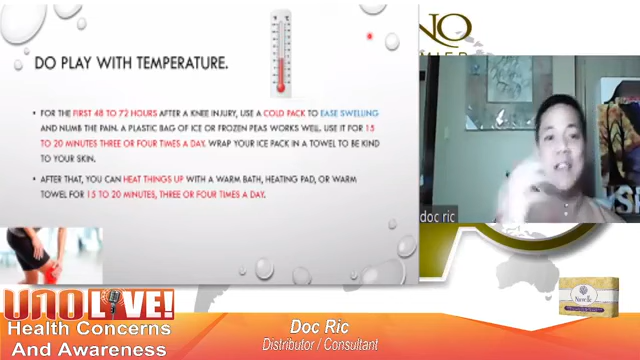 DO PLAY WITH TEMPERATURE.
• FOR THE FIRST 48 TO 72 HOURS AFTER A KNEE INJURY, USE A COLD PACK TO EASE SWELLING
AND NUMB THE PAIN. A PLASTIC BAG OF ICE OR FROZEN PEAS WORKS WELL. USE IT FOR 15
TO 20 MINUTES THREE OR FOUR TIMES A DAY. WRAP YOUR ICE PACK IN A TOWEL TO BE KIND
TO YOUR SKIN.
• AFTER THAT, YOU CAN HEAT THINGS UP WITH A WARM BATH, HEATING PAD, OR WARM
TOWEL FOR 15 TO 20 MINUTES, THREE OR FOUR TIMES A DAY.
NO
doc ric
UNO LIVE!
Health Concerns
And Awareness
Doc Ric
Distributor / Consultant